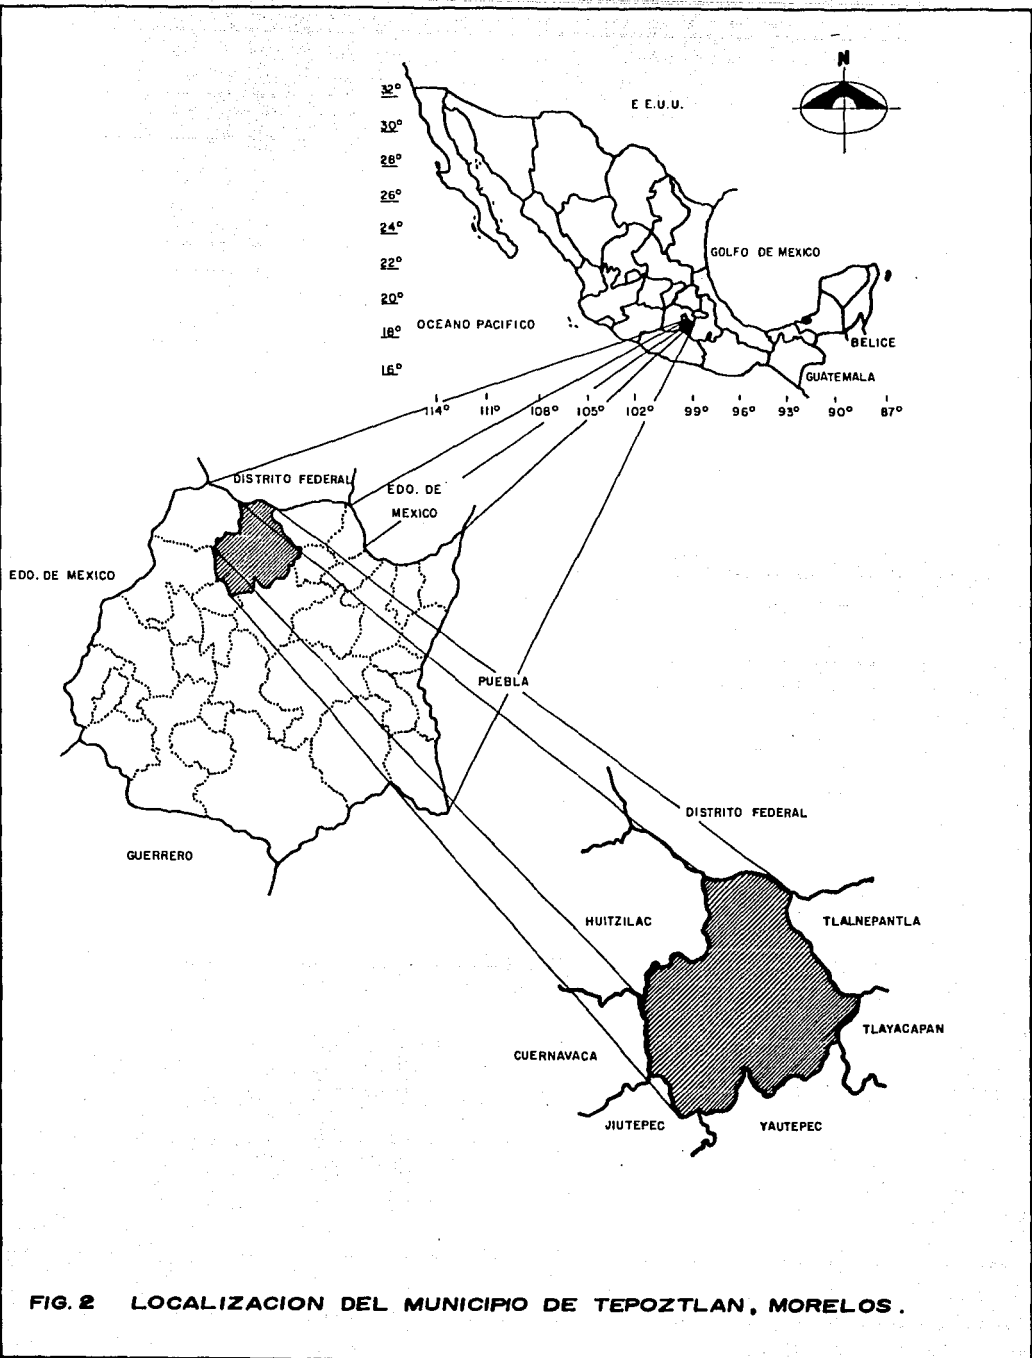 N
E E.U.U.
32°
30°
28°
26°
24°
22°
20°
18°
16°
GOLFO DE MEXICO
OCEANO PACIFICO
BELICE
GUATEMALA
114° 111° 108° 105° 102° 99° 96° 93° 90° 87°
DISTRITO FEDERAL
EDO. DE
MEXICO
EDO. DE MEXICO
PUEBLA
GUERRERO
DISTRITO FEDERAL
HUITZILAC
TLALNEPANTLA
TLAYACAPAN
CUERNAVACA
JIUTEPEC
YAUTEPEC
FIG. 2 LOCALIZACION DEL MUNICIPIO DE TEPOZTLAN, MORELOS.